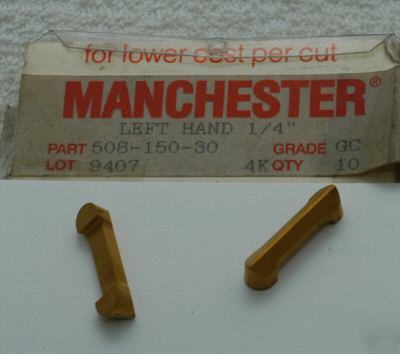 for lower cost per cut
MANCHESTER®
LEFT HAND 1/4"
PART 508-150-30 GRADE GC
LOT 9407 4K QTY 10